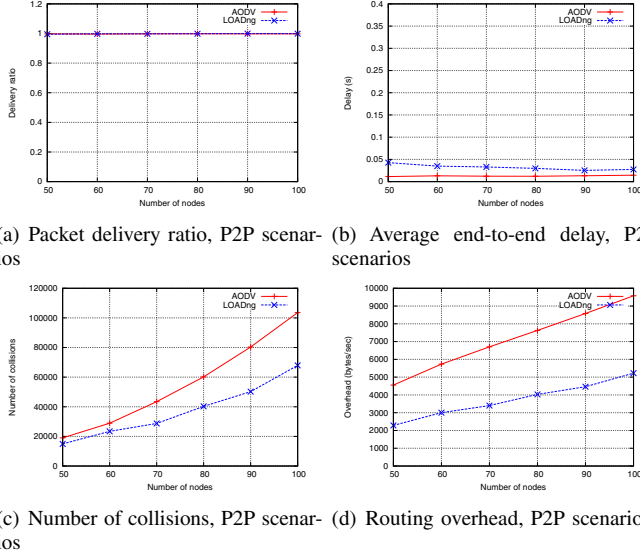 1.2
1
0.8
0.6
0.4
0.2
0
50 60 70 80 90 100
Delivery ratio
Number of nodes
AODV
LOADng
0.4
0.35
0.3
0.25
0.2
0.15
0.1
0.05
0
50 60 70 80 90 100
Delay (s)
Number of nodes
AODV
LOADng
(a) Packet delivery ratio, P2P scenar-
ios
(b) Average end-to-end delay, P2
scenarios
120000
100000
80000
60000
40000
20000
0
50 60 70 80 90 100
Number of collisions
Number of nodes
AODV
LOADng
10000
9000
8000
7000
6000
5000
4000
3000
2000
1000
0
50 60 70 80 90 100
Overhead (bytes/sec)
Number of nodes
AODV
LOADng
(c) Number of collisions, P2P scenar-
ios
(d) Routing overhead, P2P scenario